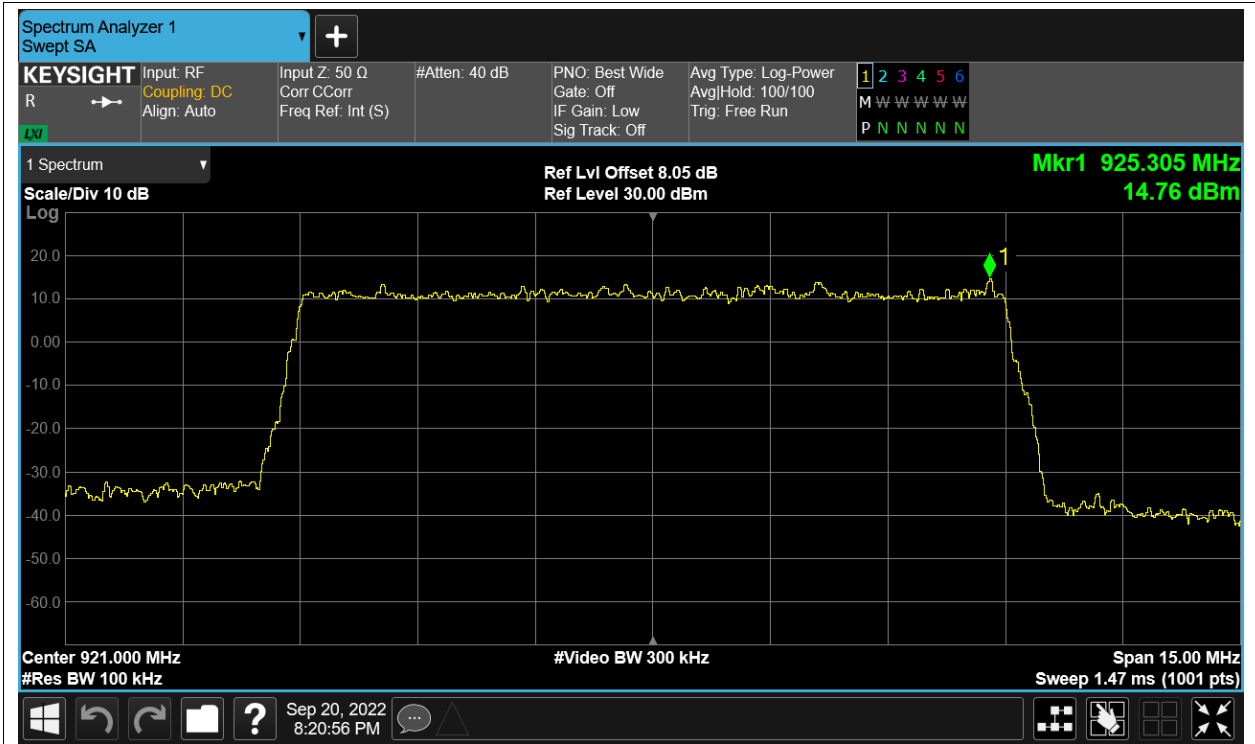 Spectrum Analyzer 1
Swept SA
+
KEYSIGHT
R
LXI
Input: RF
Coupling: DC
Align: Auto
Input Z: 50 Ω
Corr CCorr
Freq Ref: Int (S)
#Atten: 40 dB
PNO: Best Wide
Gate: Off
IF Gain: Low
Sig Track: Off
Avg Type: Log-Power
Avg|Hold: 100/100
Trig: Free Run
1 2 3 4 5 6
M W W W W W
P N N N N N
1 Spectrum
Scale/Div 10 dB
Ref Lvl Offset 8.05 dB
Ref Level 30.00 dBm
Mkr1 925.305 MHz
14.76 dBm
Log
20.0
10.0
0.00
-10.0
-20.0
-30.0
-40.0
-50.0
-60.0
1
Center 921.000 MHz
#Res BW 100 kHz
#Video BW 300 kHz
Span 15.00 MHz
Sweep 1.47 ms (1001 pts)
?
Sep 20, 2022
8:20:56 PM